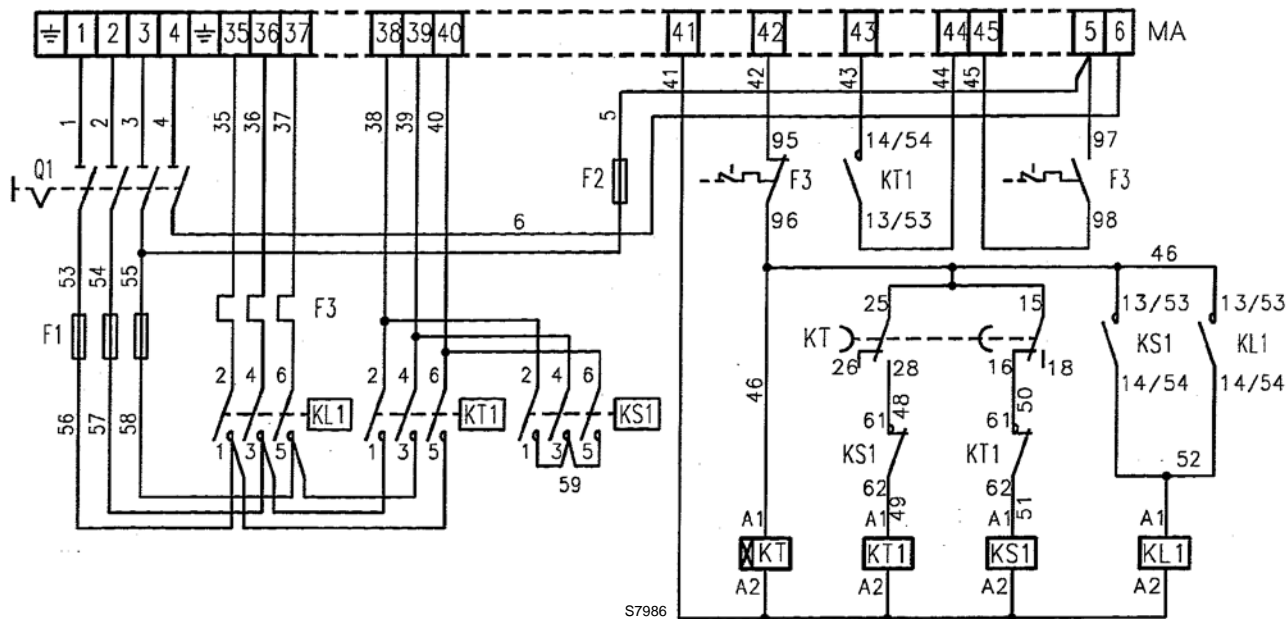 1 2 3 4 35 36 37 38 39 40 41 42 43 44 45 5 6 MA
1 2 3 4 35 36 37 38 39 40 5 41 42 43 44 45
Q1
F2
95 14/54 97
F3 KT1 F3
96 13/53 98
6
53 54 55
46
F1
F3
25 15 13/53 13/53
KT KS1 KL1
26 28 16 18 14/54 14/54
2 4 6 2 4 6 2 4 6
KL1 KT1 KS1
1 3 5 1 3 5 1 3 5
59
56 57 58
46 48 50
61 61
KS1 KT1
62 62
49 51 52
A1 A1 A1 A1
KT KT1 KS1 KL1
A2 A2 A2 A2
S7986